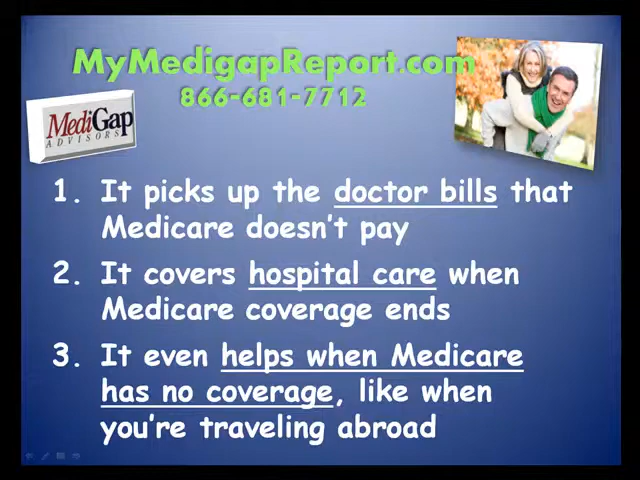 MyMedigapReport.com
866-681-7712
MediGap
ADVISORS
1. It picks up the doctor bills that
Medicare doesn't pay
2. It covers hospital care when
Medicare coverage ends
3. It even helps when Medicare
has no coverage, like when
you're traveling abroad